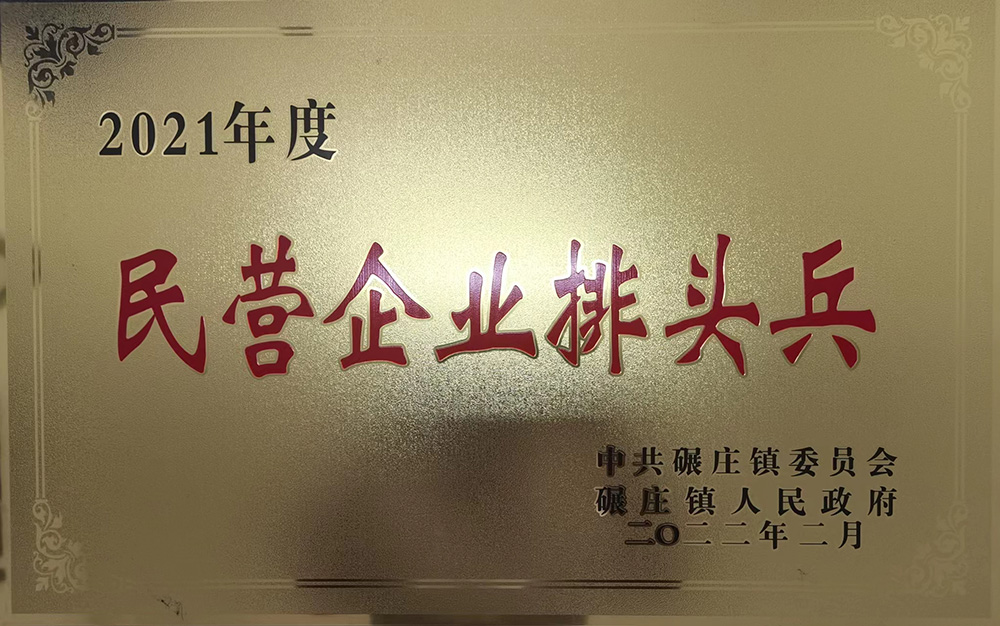 2021年度
民营企业排头兵
中共碾庄镇委员会
碾庄镇人民政府
二〇二二年二月